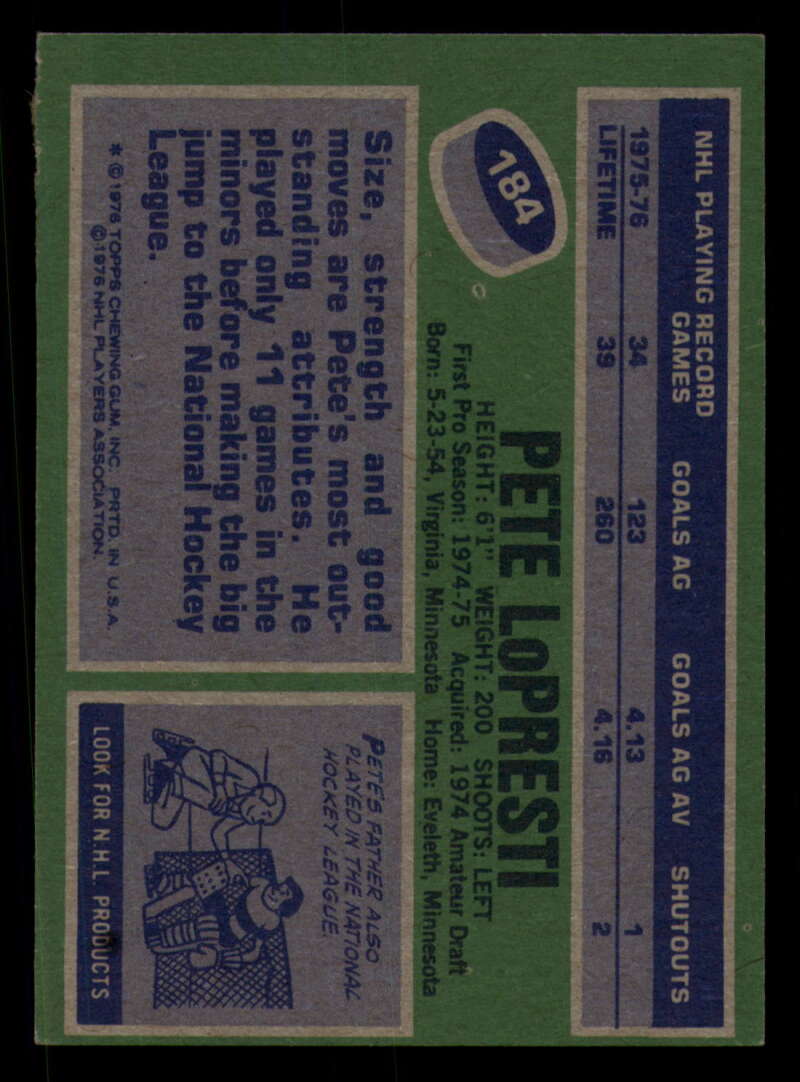 NHL PLAYING RECORD
GAMES GOALS AG GOALS AG AV SHUTOUTS
1975-76 34 123 4.13 1
LIFETIME 39 260 4.16 2
184
PETE LoPRESTI
HEIGHT: 6'1" WEIGHT: 200 SHOOTS: LEFT
First Pro Season: 1974-75 Acquired: 1974 Amateur Draft
Born: 5-23-54, Virginia, Minnesota Home: Eveleth, Minnesota
Size, strength and good
moves are Pete's most out-
standing attributes. He
played only 11 games in the
minors before making the big
jump to the National Hockey
League.
* © 1976 TOPPS CHEWING GUM, INC. PRTD. IN U.S.A.
© 1976 NHL PLAYERS ASSOCIATION.
PETE'S FATHER ALSO
PLAYED IN THE NATIONAL
HOCKEY LEAGUE.
LOOK FOR N.H.L. PRODUCTS